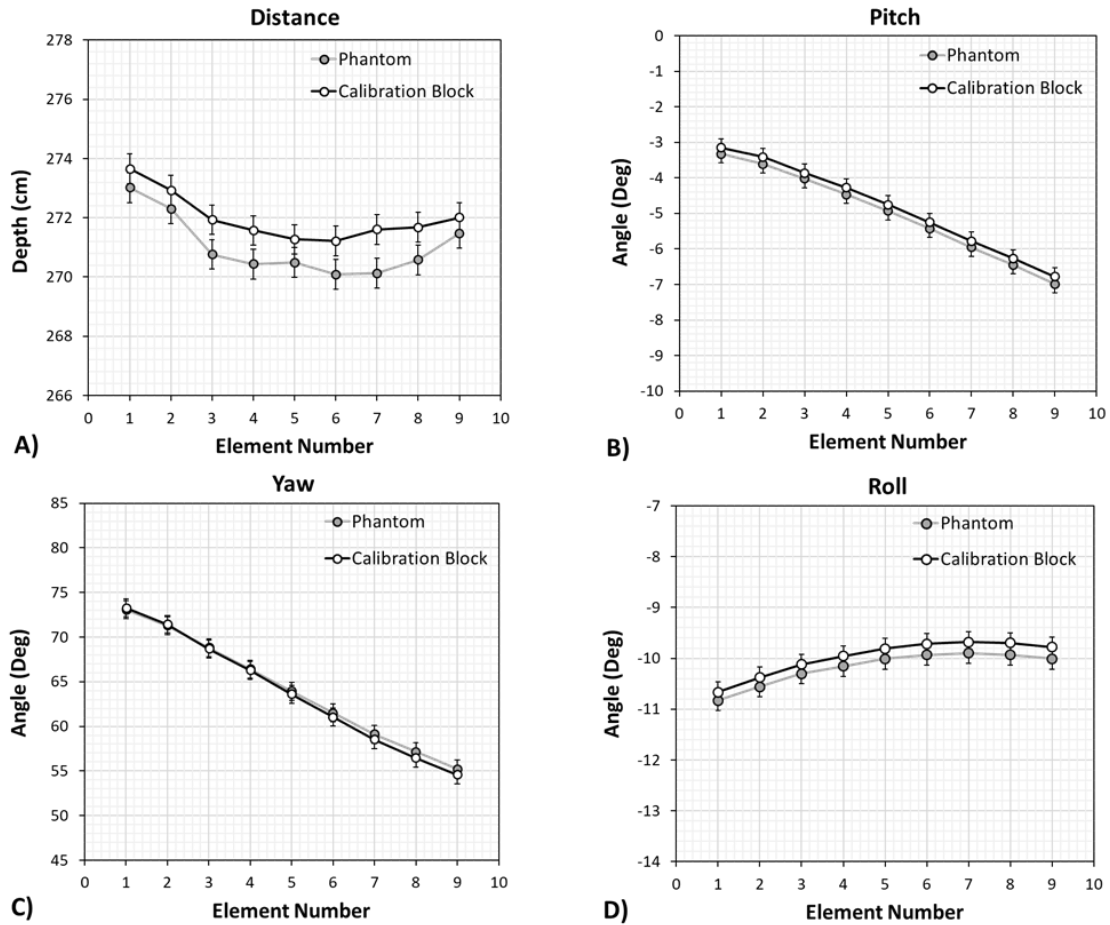 Distance
278
276
274
272
270
268
266
Depth (cm)
Phantom
Calibration Block
0 1 2 3 4 5 6 7 8 9 10
Element Number
A)
Pitch
0
-1
-2
-3
-4
-5
-6
-7
-8
-9
-10
Angle (Deg)
Phantom
Calibration Block
0 1 2 3 4 5 6 7 8 9 10
Element Number
B)
Yaw
85
80
75
70
65
60
55
50
45
Angle (Deg)
Phantom
Calibration Block
0 1 2 3 4 5 6 7 8 9 10
Element Number
C)
Roll
-7
-8
-9
-10
-11
-12
-13
-14
Angle (Deg)
Phantom
Calibration Block
0 1 2 3 4 5 6 7 8 9 10
Element Number
D)